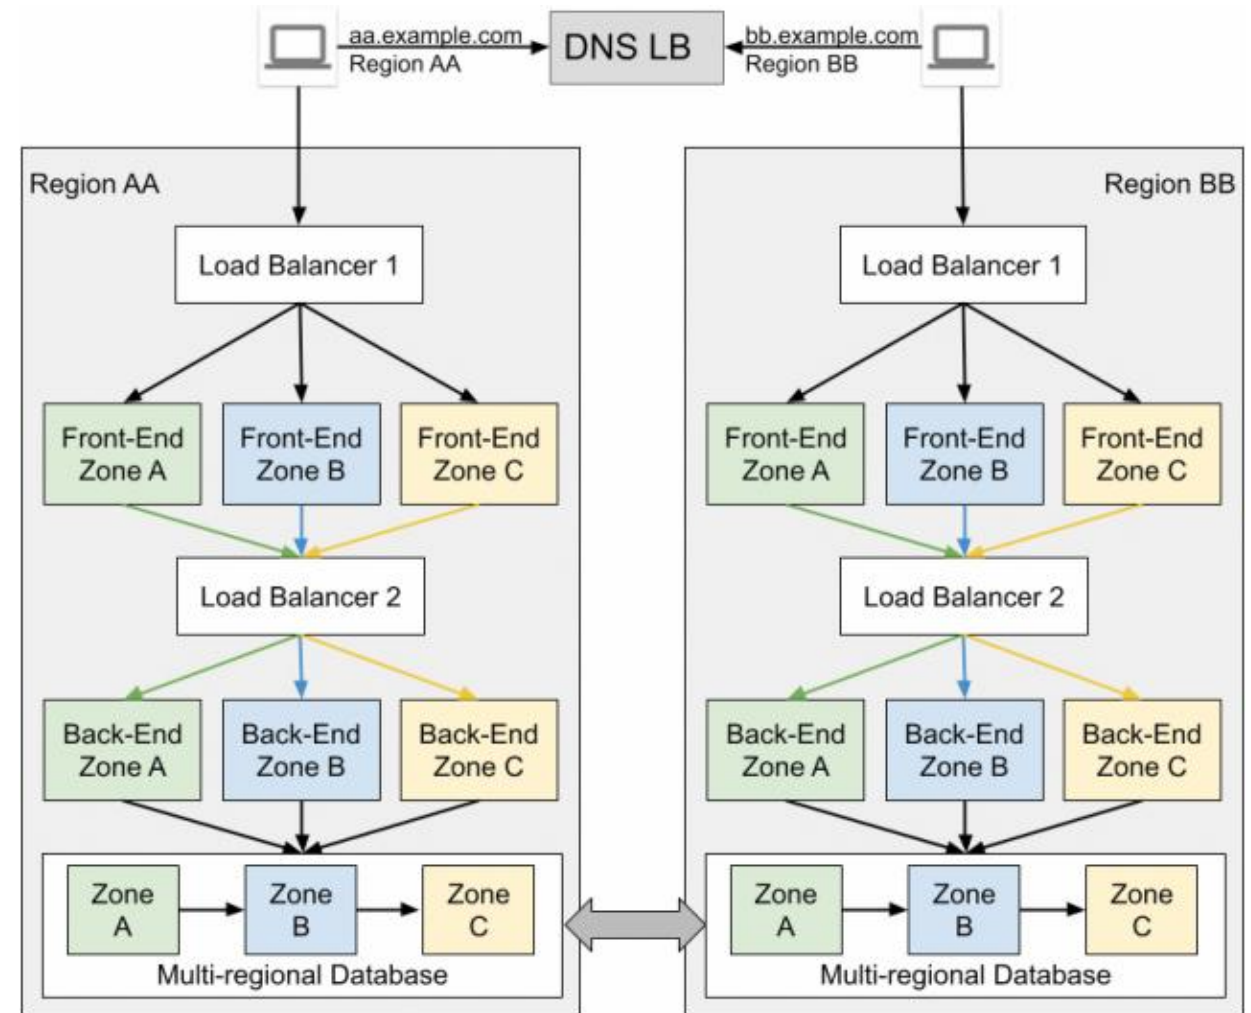 aa.example.com
Region AA
DNS LB
bb.example.com
Region BB
Region AA
Load Balancer 1
Front-End
Zone A
Front-End
Zone B
Front-End
Zone C
Load Balancer 2
Back-End
Zone A
Back-End
Zone B
Back-End
Zone C
Zone
A
Zone
B
Zone
C
Multi-regional Database
Region BB
Load Balancer 1
Front-End
Zone A
Front-End
Zone B
Front-End
Zone C
Load Balancer 2
Back-End
Zone A
Back-End
Zone B
Back-End
Zone C
Zone
A
Zone
B
Zone
C
Multi-regional Database